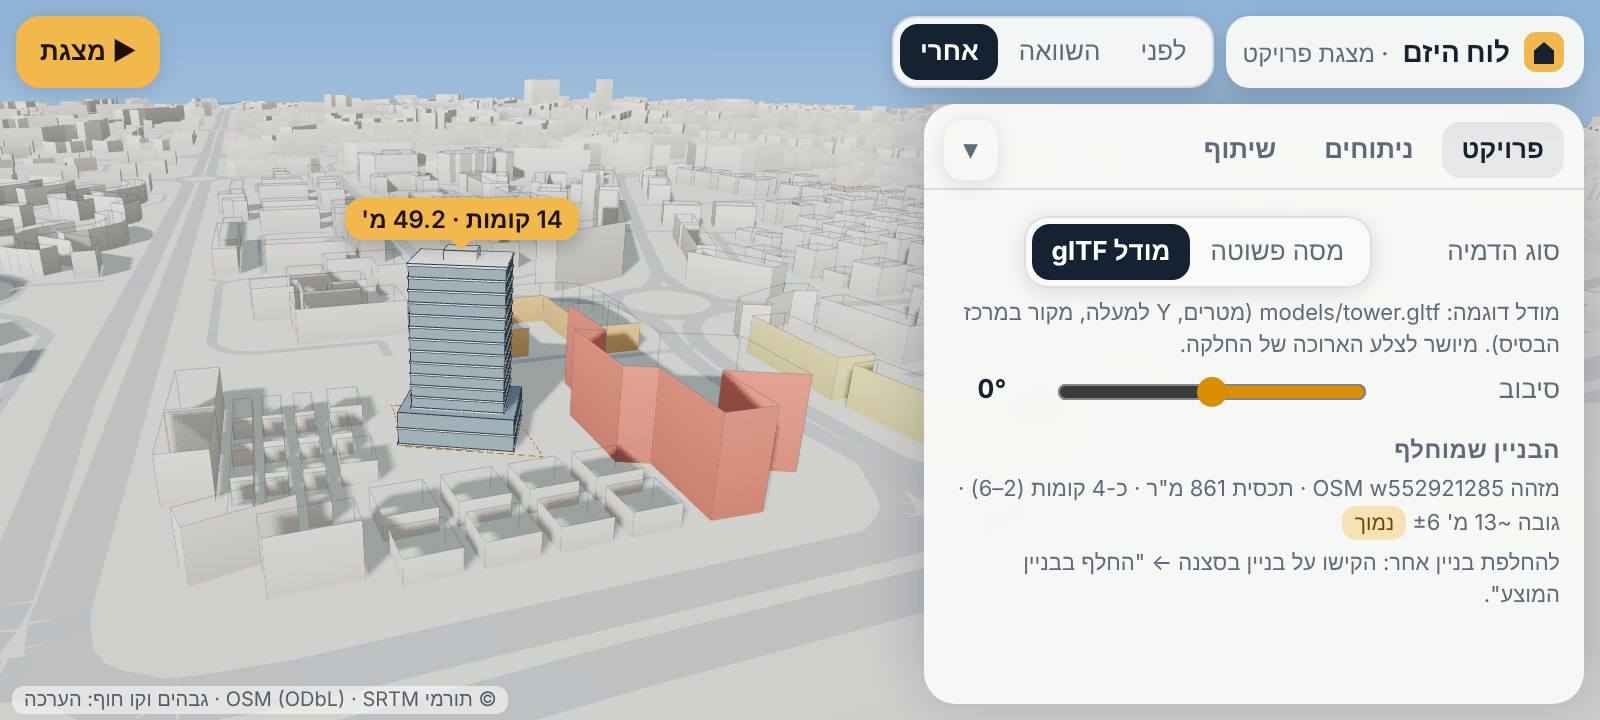 לוח היזם · מצגת פרויקט
לפני השוואה אחרי
▶ מצגת
פרויקט ניתוחים שיתוף ▼
סוג הדמיה מסה פשוטה מודל glTF
מודל דוגמה: models/tower.gltf (מטרים, Y למעלה, מקור במרכז
הבסיס). מיושר לצלע הארוכה של החלקה.
סיבוב 0°
הבניין שמוחלף
מזהה OSM w552921285 · תכסית 861 מ"ר · כ-4 קומות (2–6) ·
גובה ~13 מ' ±6 נמוך
להחלפת בניין אחר: הקישו על בניין בסצנה ← "החלף בבניין
המוצע".
14 קומות · 49.2 מ'
© תורמי OSM (ODbL) · SRTM · גבהים וקו חוף: הערכה